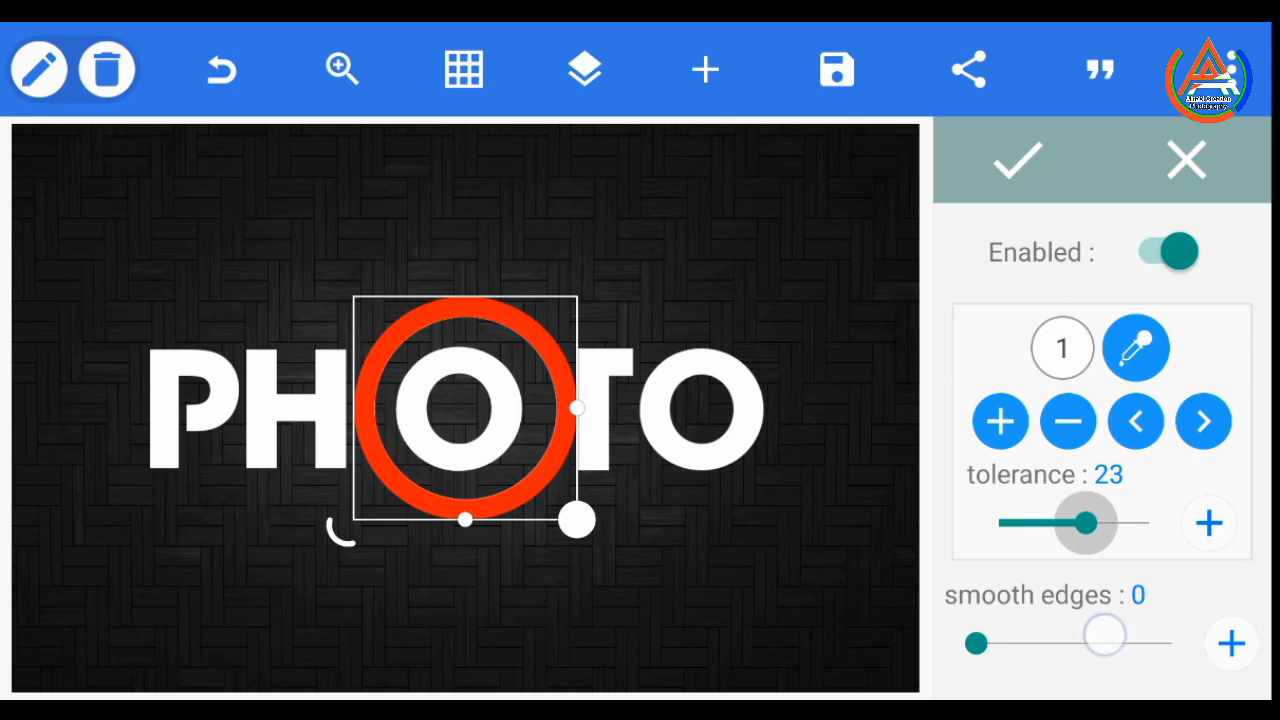 Enabled :
1
tolerance : 23
smooth edges : 0
PHOTO